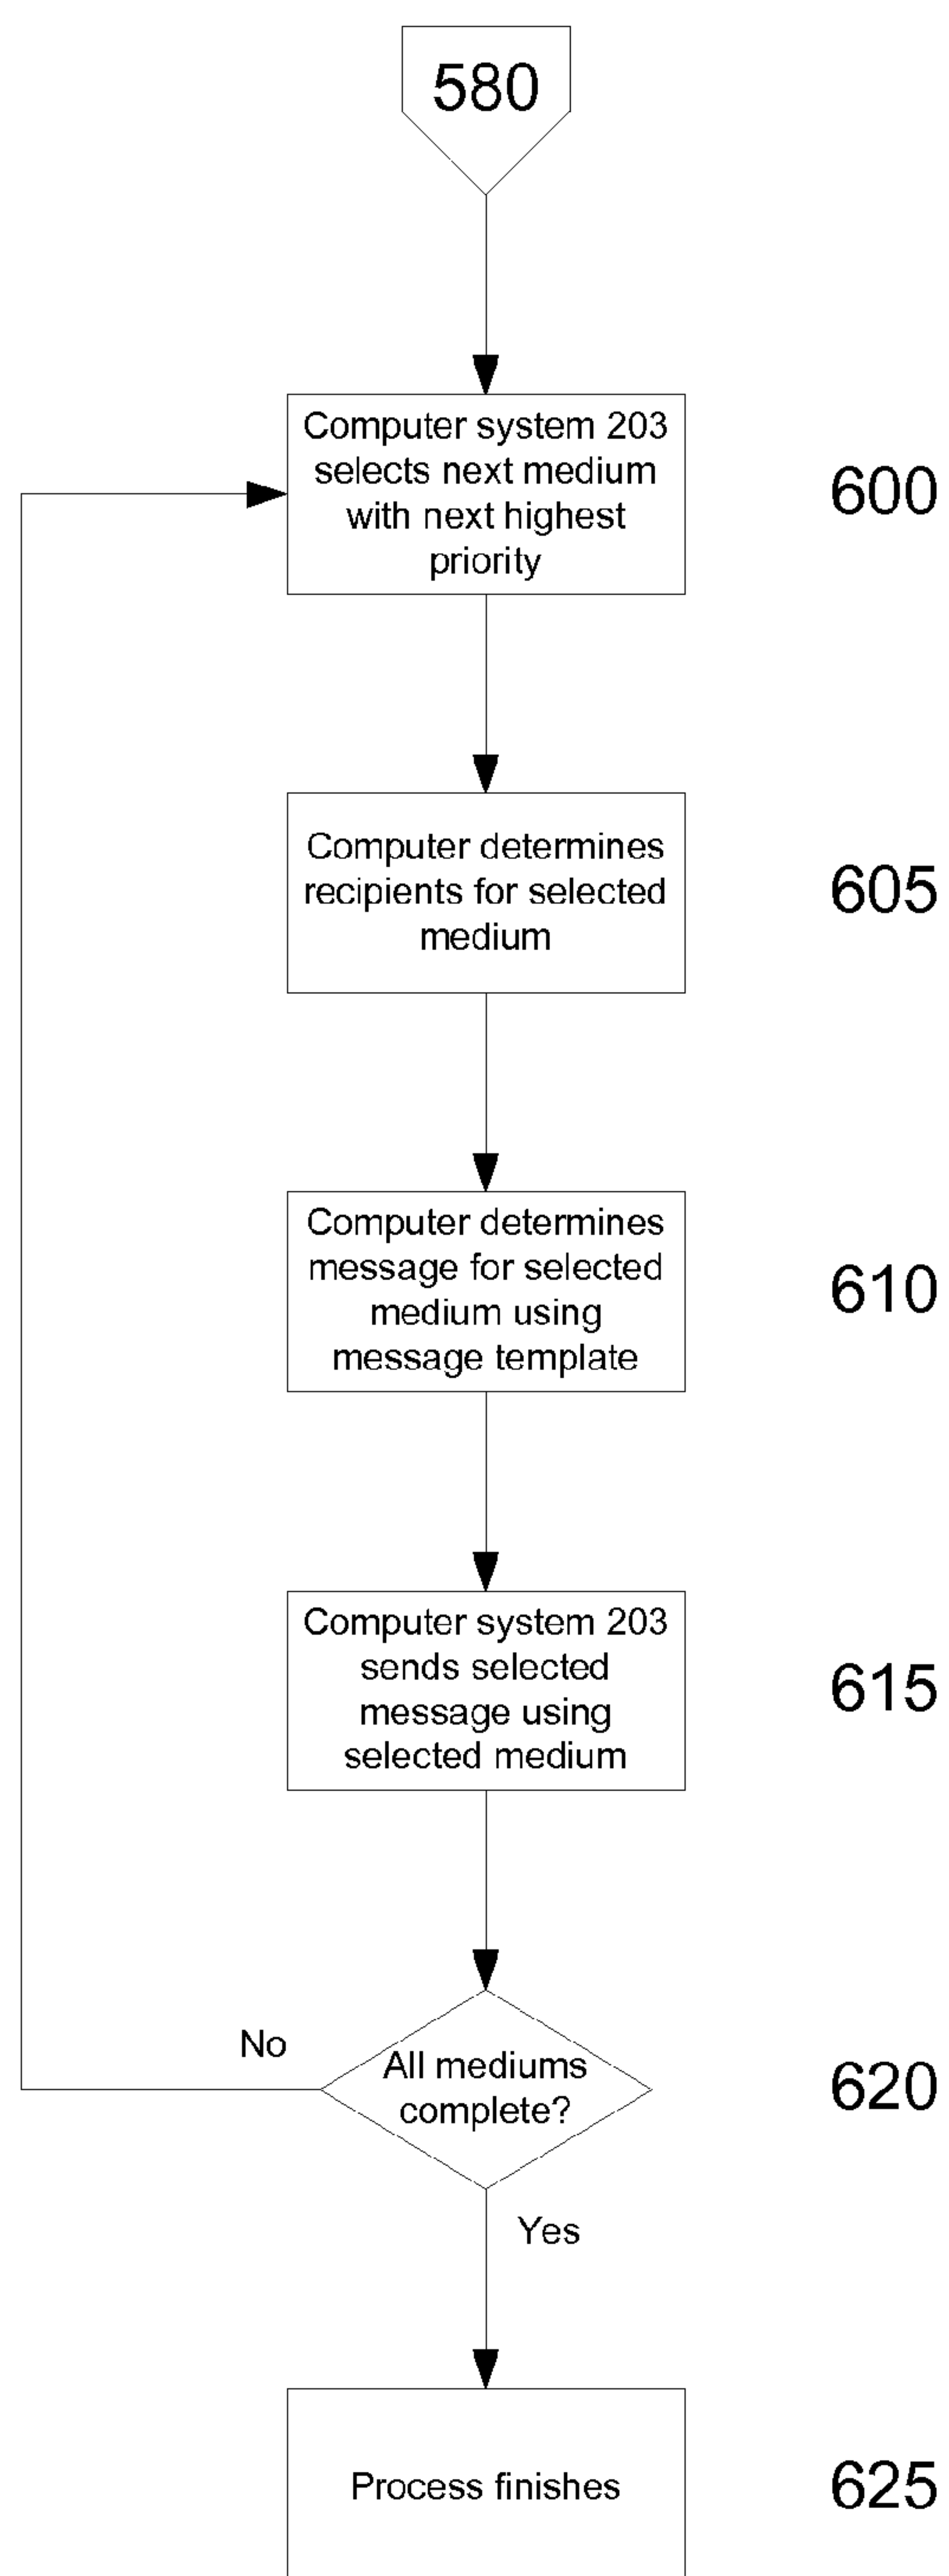 580
Computer system 203
selects next medium
with next highest
priority
600
Computer determines
recipients for selected
medium
605
Computer determines
message for selected
medium using
message template
610
Computer system 203
sends selected
message using
selected medium
615
No
All mediums
complete?
620
Yes
Process finishes
625